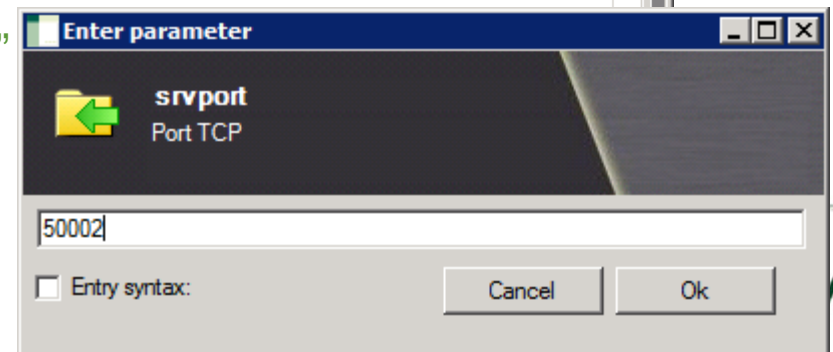 „
Enter parameter
srvport
Port TCP
50002
Entry syntax:
Cancel
Ok